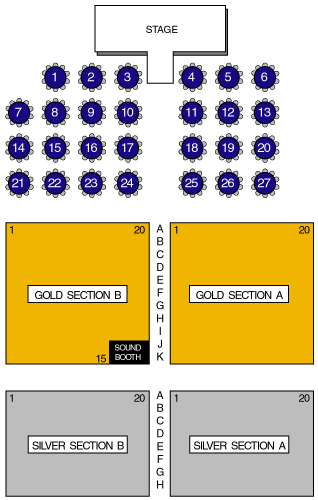 STAGE
1 2 3 4 5 6
7 8 9 10 11 12 13
14 15 16 17 18 19 20
21 22 23 24 25 26 27
1 20 A 1 20
B
C
D
E
GOLD SECTION B F GOLD SECTION A
G
H
I
SOUND J
15 BOOTH K
1 20 A 1 20
B
C
D
SILVER SECTION B E SILVER SECTION A
F
G
H